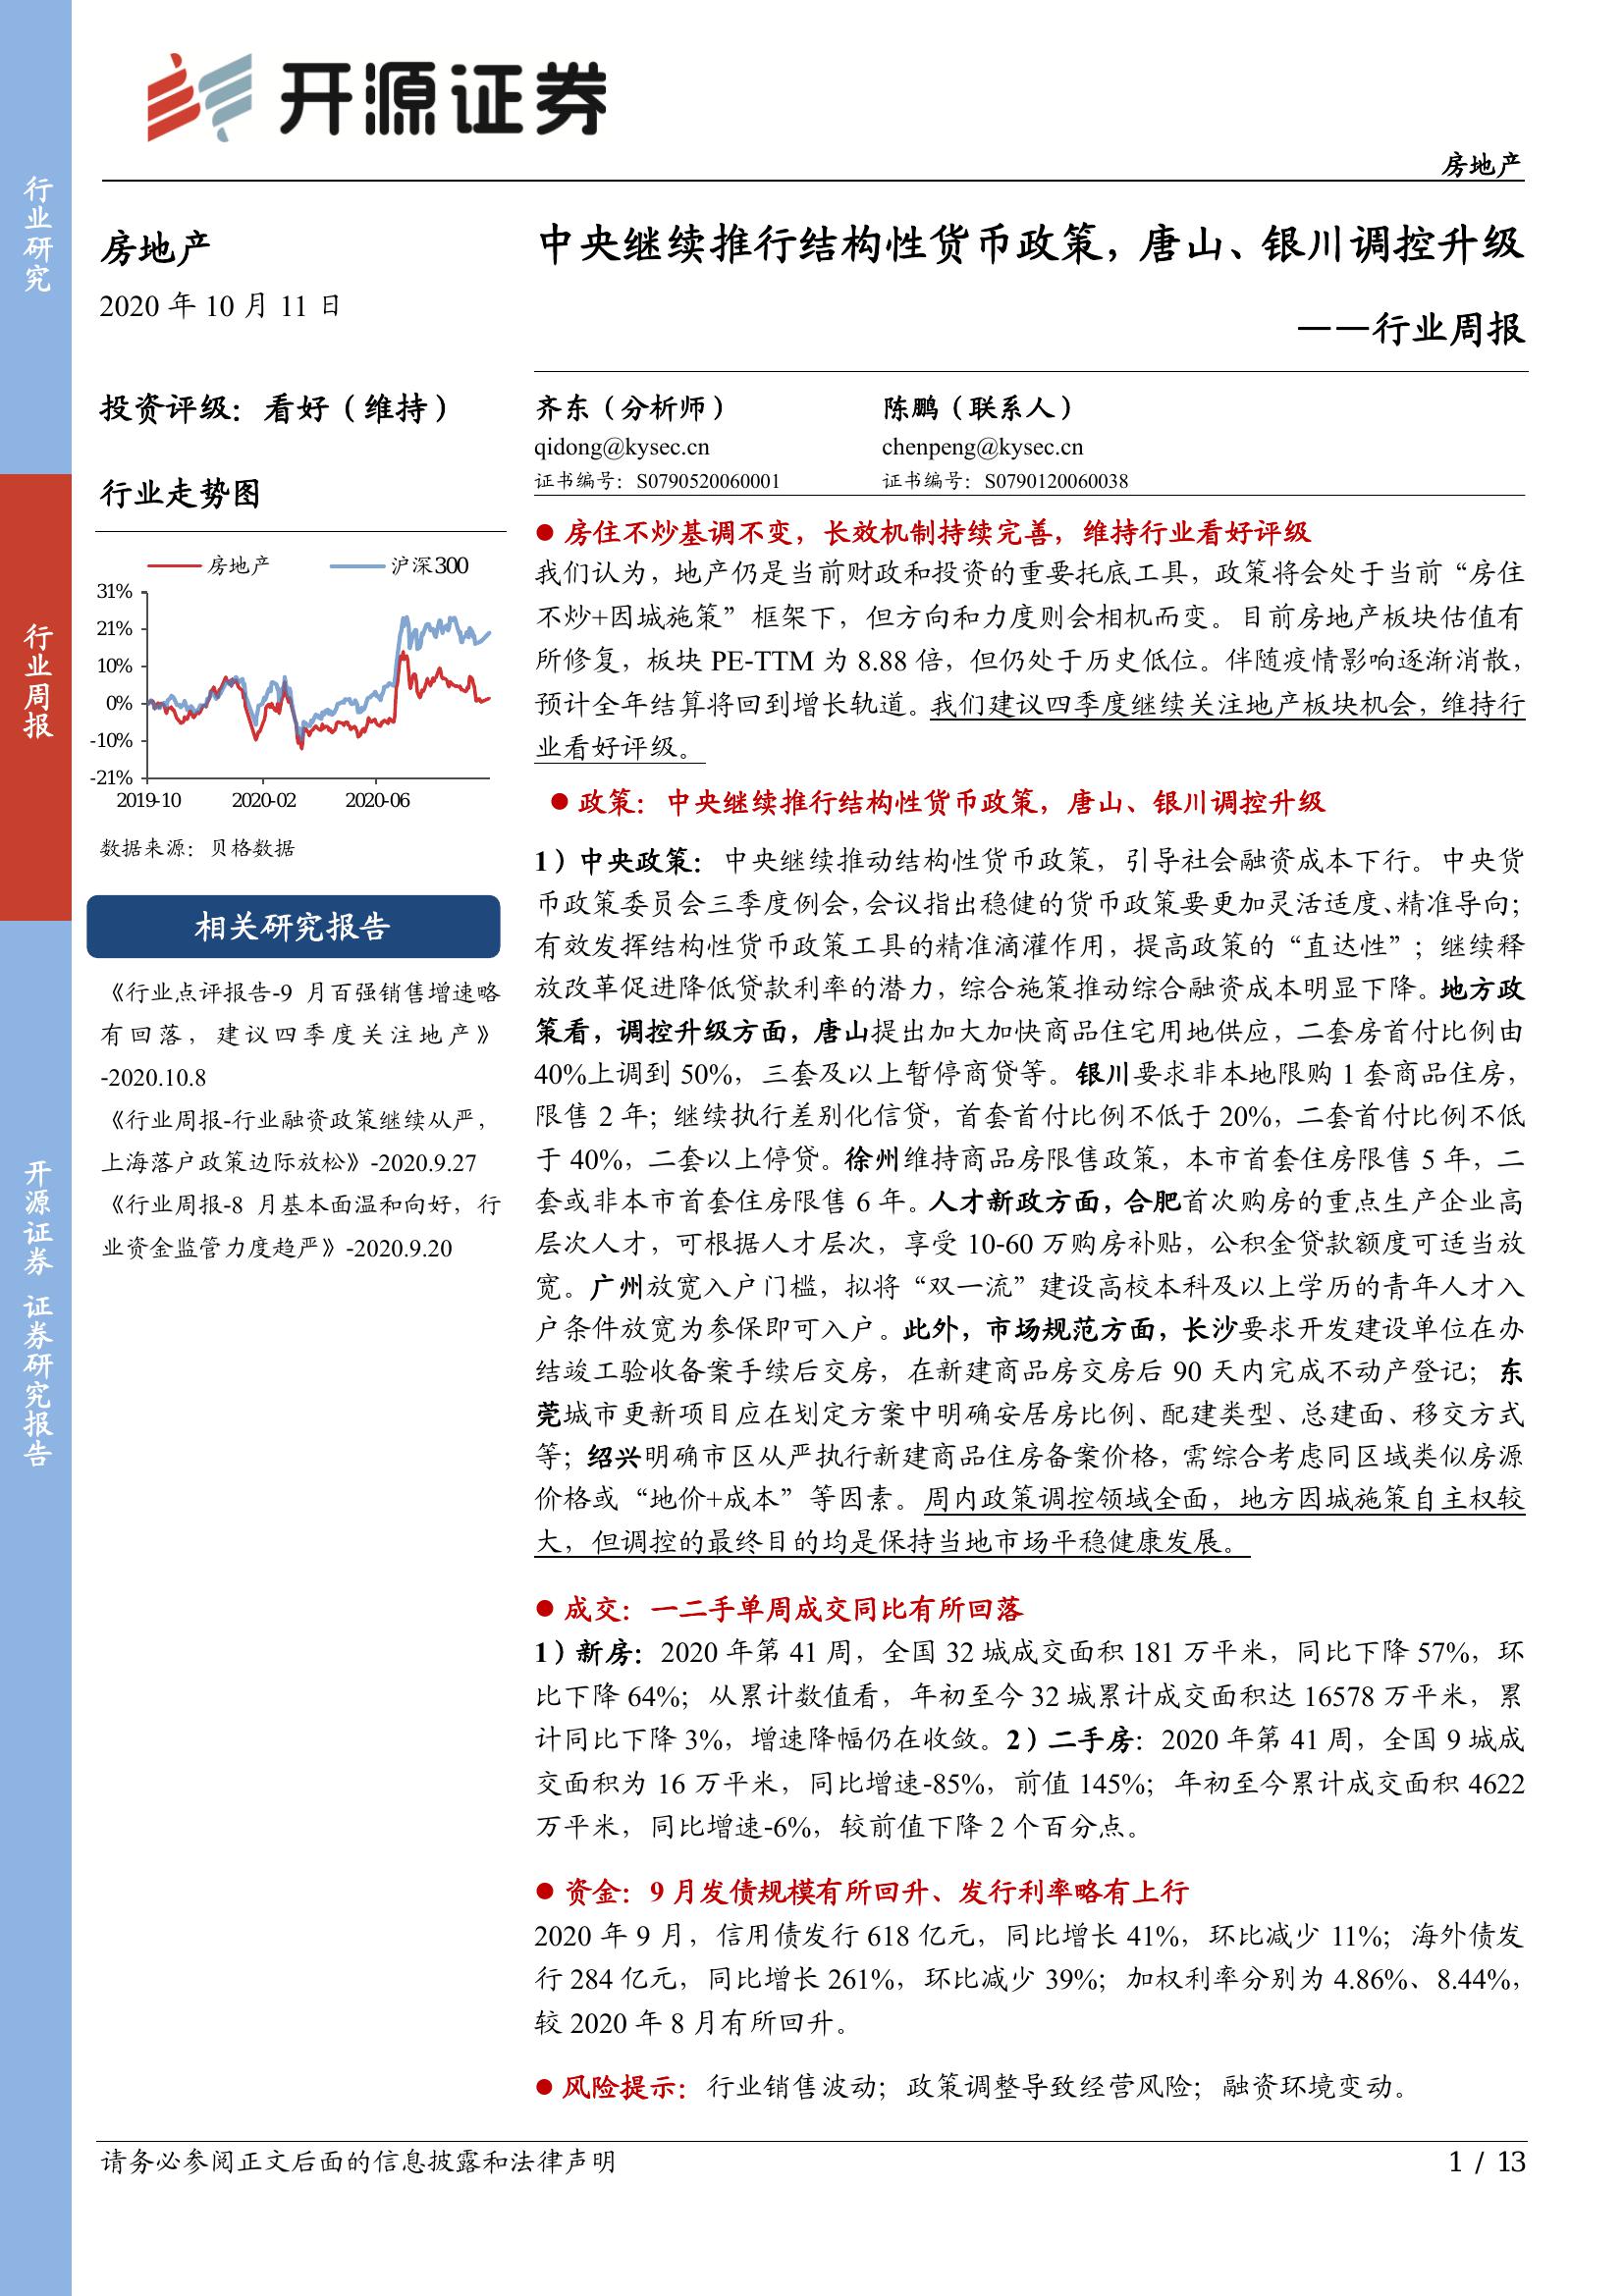 开源证券
房地产
行业研究
行业周报
开源证券 证券研究报告
房地产
2020 年 10 月 11 日
投资评级：看好（维持）
行业走势图
房地产 沪深300
31%
21%
10%
0%
-10%
-21%
2019-10 2020-02 2020-06
数据来源：贝格数据
相关研究报告
《行业点评报告-9 月百强销售增速略
有回落，建议四季度关注地产》
-2020.10.8
《行业周报-行业融资政策继续从严，
上海落户政策边际放松》-2020.9.27
《行业周报-8 月基本面温和向好，行
业资金监管力度趋严》-2020.9.20
中央继续推行结构性货币政策，唐山、银川调控升级
——行业周报
齐东（分析师） 陈鹏（联系人）
qidong@kysec.cn chenpeng@kysec.cn
证书编号：S0790520060001 证书编号：S0790120060038
● 房住不炒基调不变，长效机制持续完善，维持行业看好评级
我们认为，地产仍是当前财政和投资的重要托底工具，政策将会处于当前“房住
不炒+因城施策”框架下，但方向和力度则会相机而变。目前房地产板块估值有
所修复，板块 PE-TTM 为 8.88 倍，但仍处于历史低位。伴随疫情影响逐渐消散，
预计全年结算将回到增长轨道。我们建议四季度继续关注地产板块机会，维持行
业看好评级。
● 政策：中央继续推行结构性货币政策，唐山、银川调控升级
1）中央政策：中央继续推动结构性货币政策，引导社会融资成本下行。中央货
币政策委员会三季度例会，会议指出稳健的货币政策要更加灵活适度、精准导向；
有效发挥结构性货币政策工具的精准滴灌作用，提高政策的“直达性”；继续释
放改革促进降低贷款利率的潜力，综合施策推动综合融资成本明显下降。地方政
策看，调控升级方面，唐山提出加大加快商品住宅用地供应，二套房首付比例由
40%上调到 50%，三套及以上暂停商贷等。银川要求非本地限购 1 套商品住房，
限售 2 年；继续执行差别化信贷，首套首付比例不低于 20%，二套首付比例不低
于 40%，二套以上停贷。徐州维持商品房限售政策，本市首套住房限售 5 年，二
套或非本市首套住房限售 6 年。人才新政方面，合肥首次购房的重点生产企业高
层次人才，可根据人才层次，享受 10-60 万购房补贴，公积金贷款额度可适当放
宽。广州放宽入户门槛，拟将“双一流”建设高校本科及以上学历的青年人才入
户条件放宽为参保即可入户。此外，市场规范方面，长沙要求开发建设单位在办
结竣工验收备案手续后交房，在新建商品房交房后 90 天内完成不动产登记；东
莞城市更新项目应在划定方案中明确安居房比例、配建类型、总建面、移交方式
等；绍兴明确市区从严执行新建商品住房备案价格，需综合考虑同区域类似房源
价格或“地价+成本”等因素。周内政策调控领域全面，地方因城施策自主权较
大，但调控的最终目的均是保持当地市场平稳健康发展。
● 成交：一二手单周成交同比有所回落
1）新房：2020 年第 41 周，全国 32 城成交面积 181 万平米，同比下降 57%，环
比下降 64%；从累计数值看，年初至今 32 城累计成交面积达 16578 万平米，累
计同比下降 3%，增速降幅仍在收敛。2）二手房：2020 年第 41 周，全国 9 城成
交面积为 16 万平米，同比增速-85%，前值 145%；年初至今累计成交面积 4622
万平米，同比增速-6%，较前值下降 2 个百分点。
● 资金：9 月发债规模有所回升、发行利率略有上行
2020 年 9 月，信用债发行 618 亿元，同比增长 41%，环比减少 11%；海外债发
行 284 亿元，同比增长 261%，环比减少 39%；加权利率分别为 4.86%、8.44%，
较 2020 年 8 月有所回升。
● 风险提示：行业销售波动；政策调整导致经营风险；融资环境变动。
请务必参阅正文后面的信息披露和法律声明 1 / 13